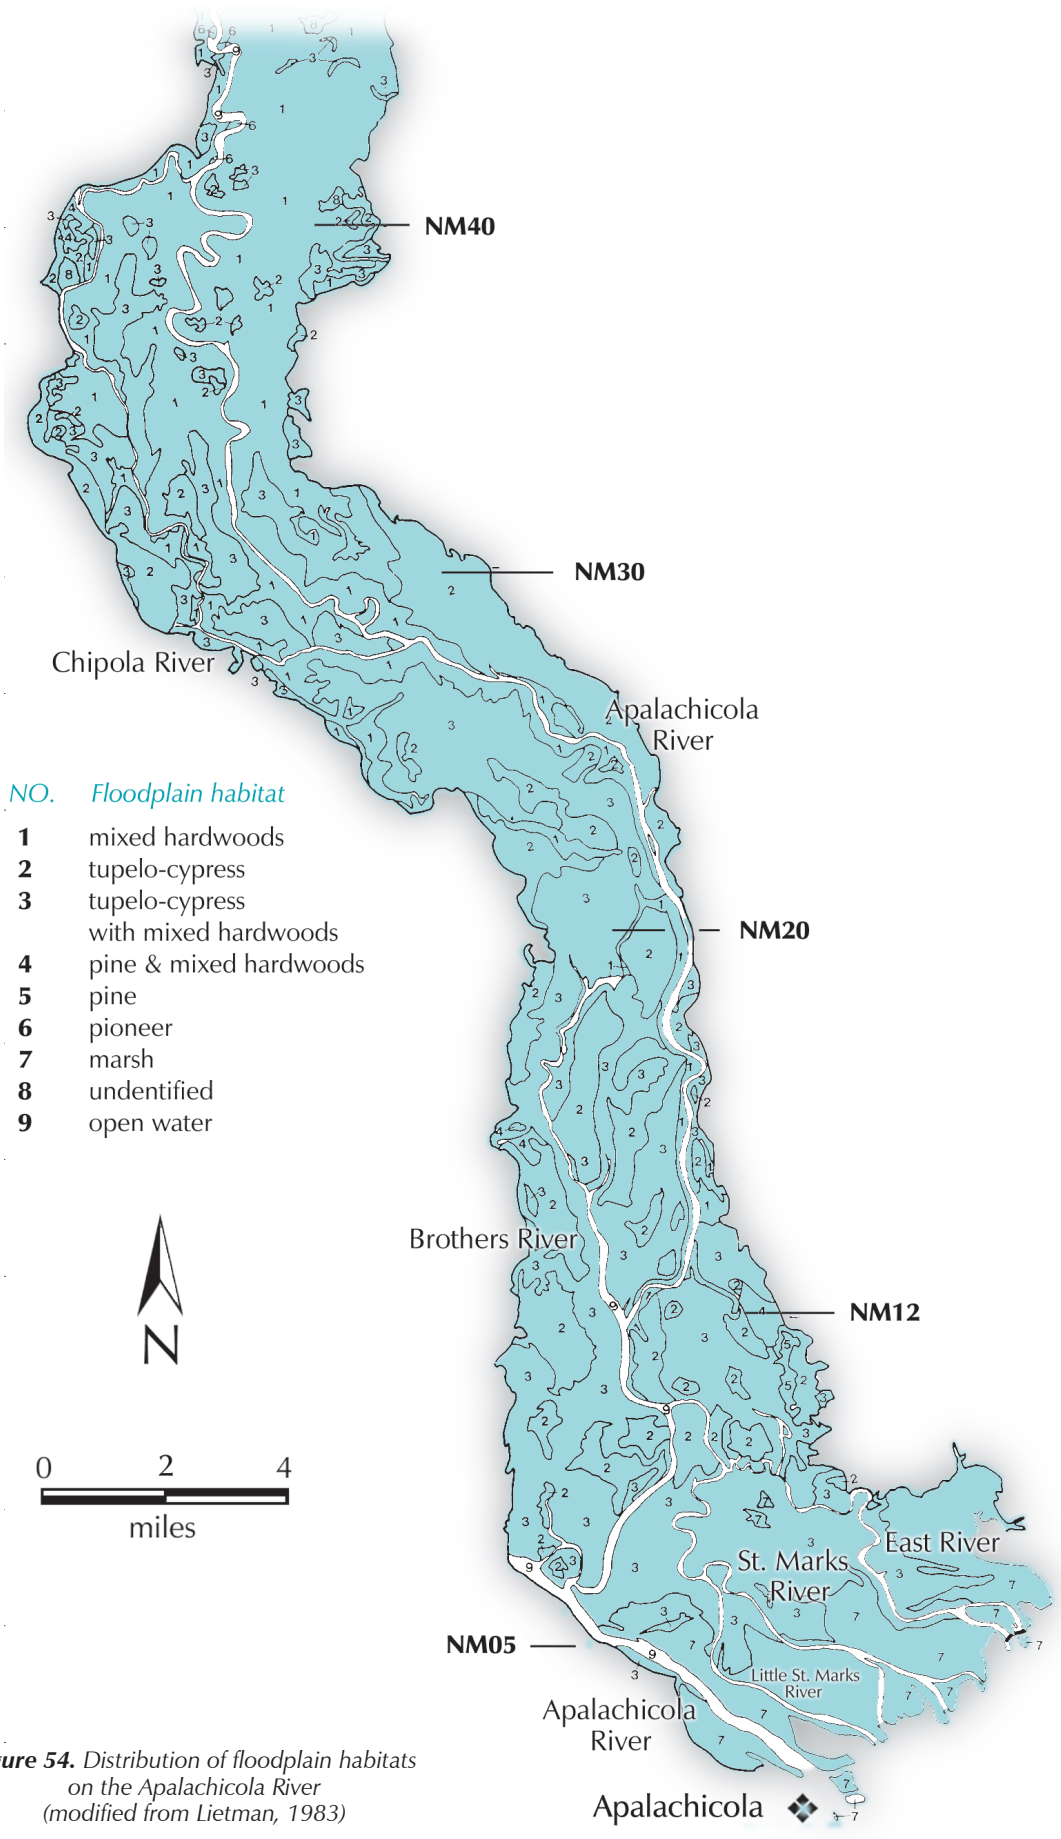 NM40
NM30
Chipola River
Apalachicola
River
NO. Floodplain habitat
1 mixed hardwoods
2 tupelo-cypress
3 tupelo-cypress
with mixed hardwoods
4 pine & mixed hardwoods
5 pine
6 pioneer
7 marsh
8 undentified
9 open water
NM20
Brothers River
NM12
N
0 2 4
miles
East River
St. Marks
River
NM05
Little St. Marks
River
Apalachicola
River
ure 54. Distribution of floodplain habitats
on the Apalachicola River
(modified from Lietman, 1983)
Apalachicola